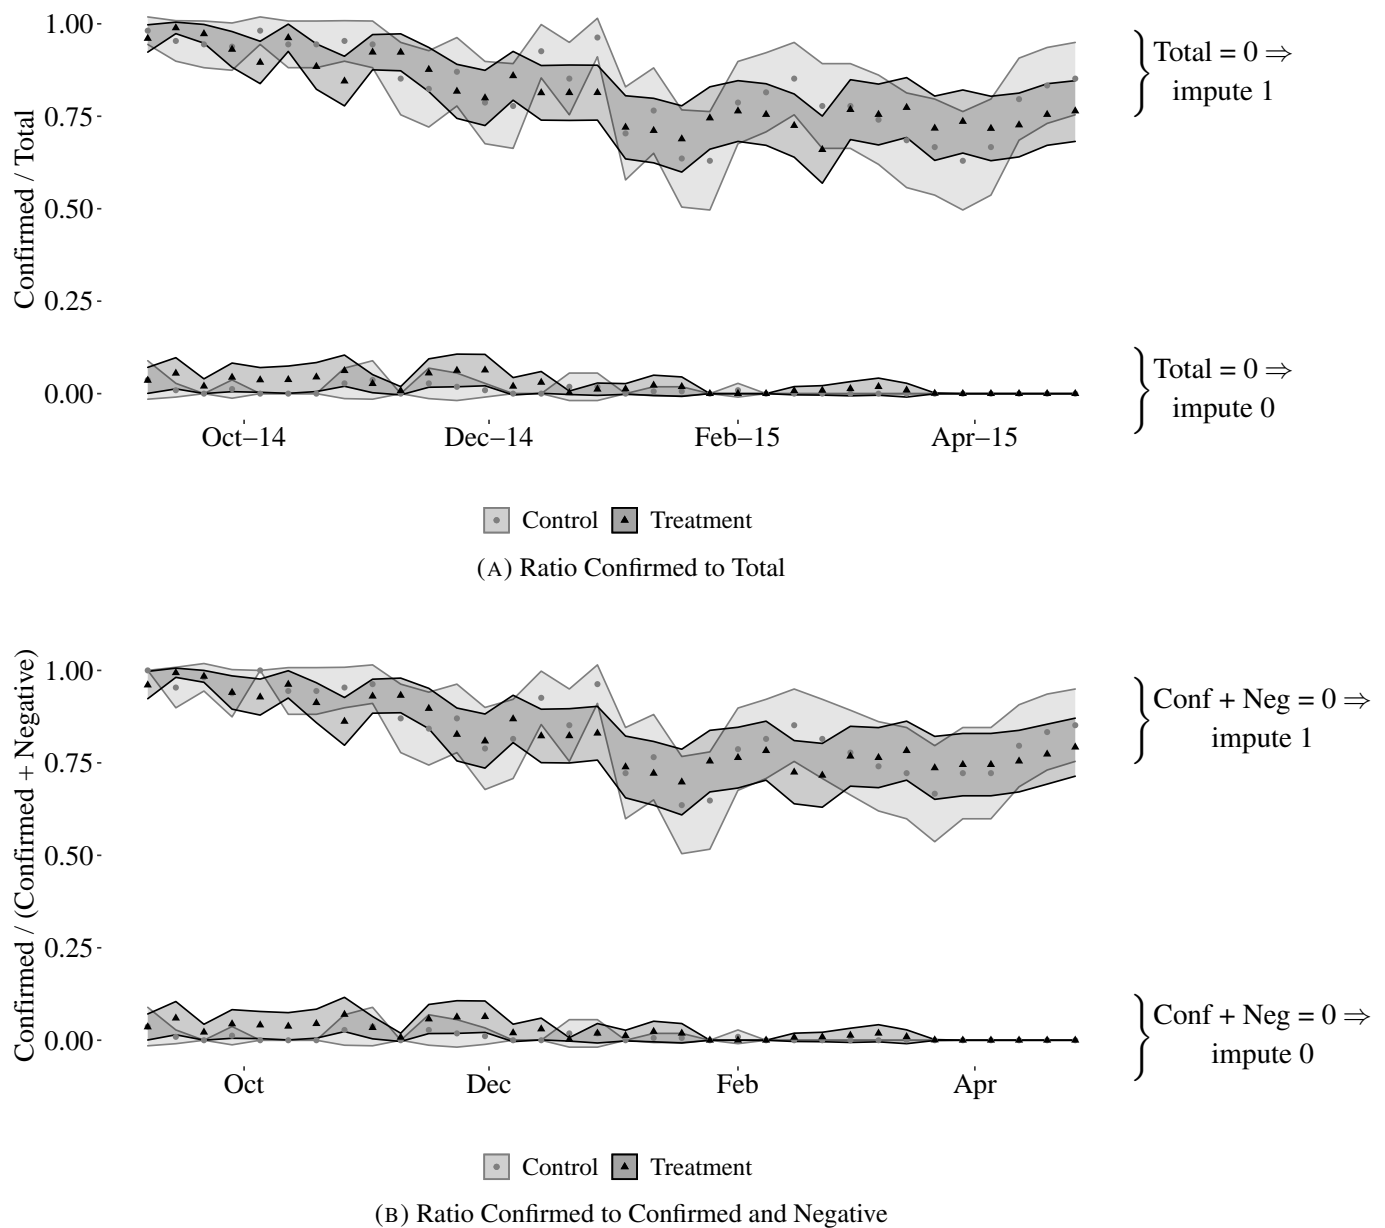 Confirmed / Total
1.00
0.75
0.50
0.25
0.00
Total = 0 ⇒
impute 1
Total = 0 ⇒
impute 0
Oct–14
Dec–14
Feb–15
Apr–15
Control
Treatment
(A) Ratio Confirmed to Total
Confirmed / (Confirmed + Negative)
1.00
0.75
0.50
0.25
0.00
Conf + Neg = 0 ⇒
impute 1
Conf + Neg = 0 ⇒
impute 0
Oct
Dec
Feb
Apr
Control
Treatment
(B) Ratio Confirmed to Confirmed and Negative